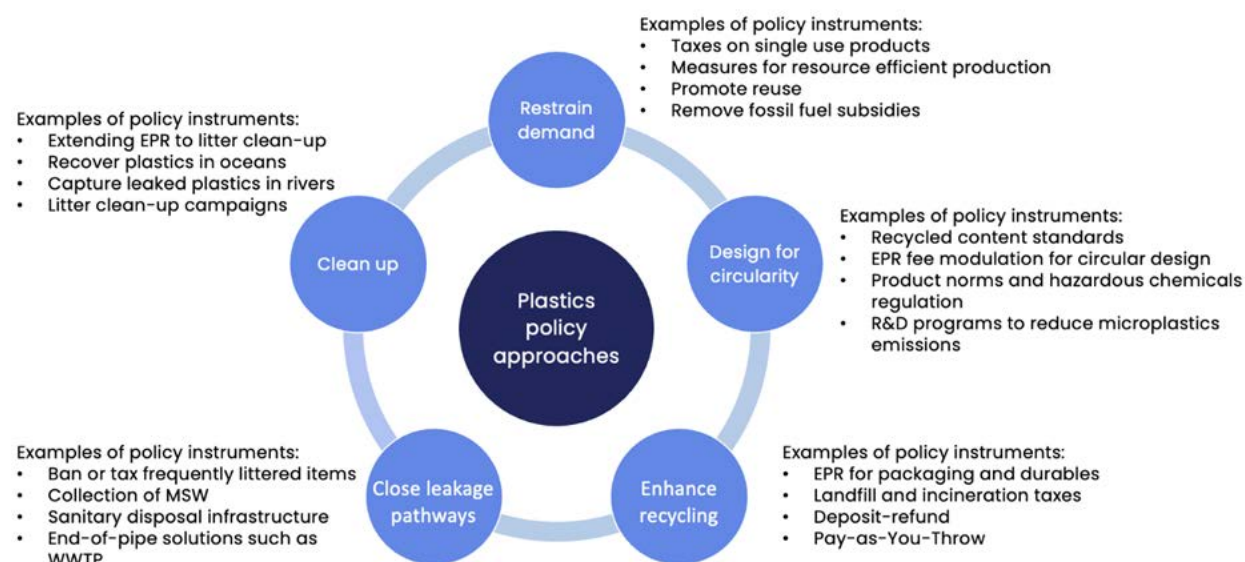 Examples of policy instruments:
• Taxes on single use products
• Measures for resource efficient production
• Promote reuse
• Remove fossil fuel subsidies
Restrain
demand
Examples of policy instruments:
• Extending EPR to litter clean-up
• Recover plastics in oceans
• Capture leaked plastics in rivers
• Litter clean-up campaigns
Clean up
Design for
circularity
Examples of policy instruments:
• Recycled content standards
• EPR fee modulation for circular design
• Product norms and hazardous chemicals
regulation
• R&D programs to reduce microplastics
emissions
Plastics
policy
approaches
Examples of policy instruments:
• Ban or tax frequently littered items
• Collection of MSW
• Sanitary disposal infrastructure
• End-of-pipe solutions such as
WWTP
Close leakage
pathways
Enhance
recycling
Examples of policy instruments:
• EPR for packaging and durables
• Landfill and incineration taxes
• Deposit-refund
• Pay-as-You-Throw